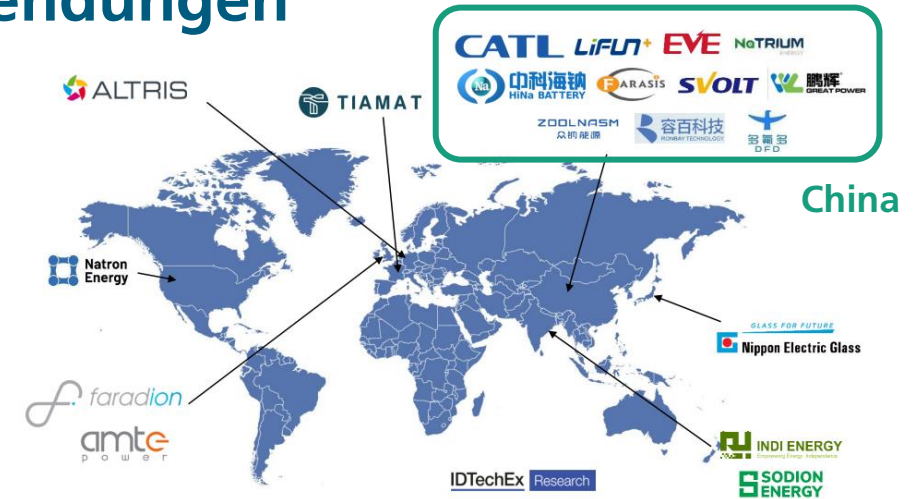 endungen
CATL LiFUN+ EVE NaTRIUM
ENERGY
Na 中科海钠 HiNa BATTERY FARASIS SVOLT 鹏辉 GREAT POWER
ZOOLNASM
众钠能源
容百科技
RONBAY TECHNOLOGY
多氟多
DFD
ALTRIS
TIAMAT
China
Natron
Energy
GLASS FOR FUTURE
Nippon Electric Glass
faradion
amte
power
INDI ENERGY
Empowering Energy Independence
SODION
ENERGY
IDTechEx Research